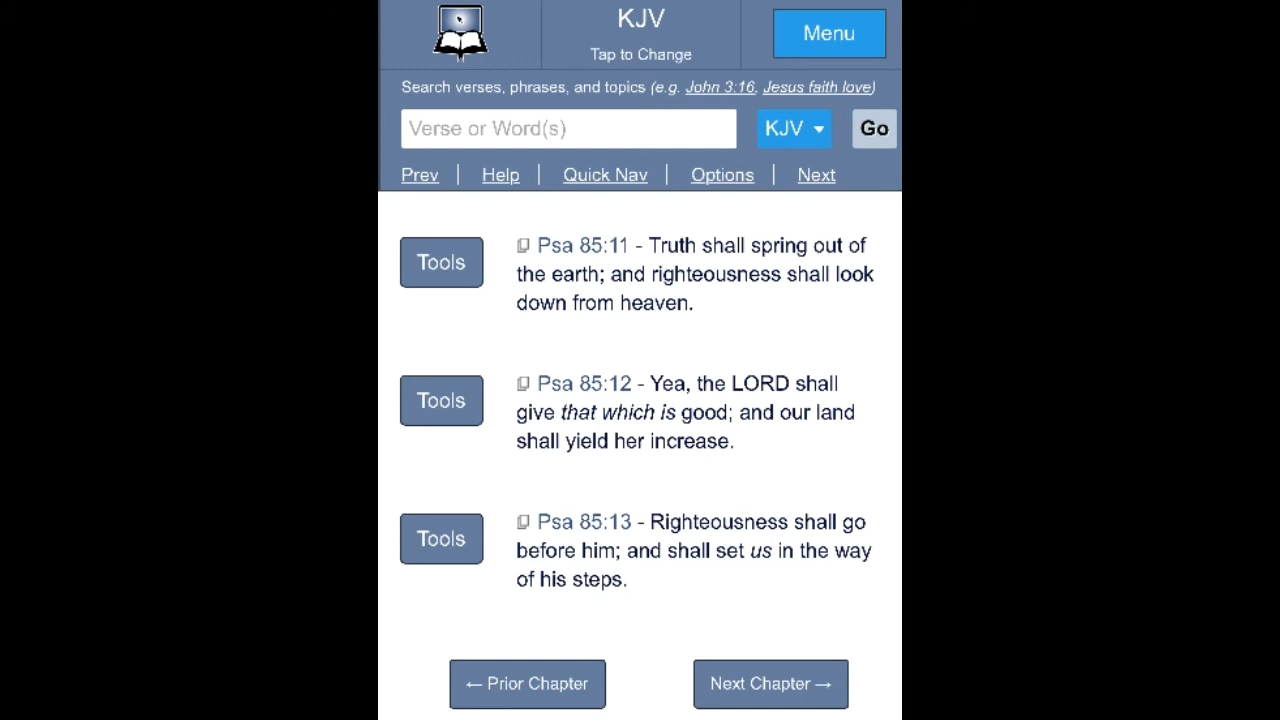 KJV
Tap to Change
Menu
Search verses, phrases, and topics (e.g. John 3:16, Jesus faith love)
Verse or Word(s)
KJV
Go
Prev
Help
Quick Nav
Options
Next
Tools
Psa 85:11 - Truth shall spring out of
the earth; and righteousness shall look
down from heaven.
Tools
Psa 85:12 - Yea, the LORD shall
give that which is good; and our land
shall yield her increase.
Tools
Psa 85:13 - Righteousness shall go
before him; and shall set us in the way
of his steps.
← Prior Chapter
Next Chapter →